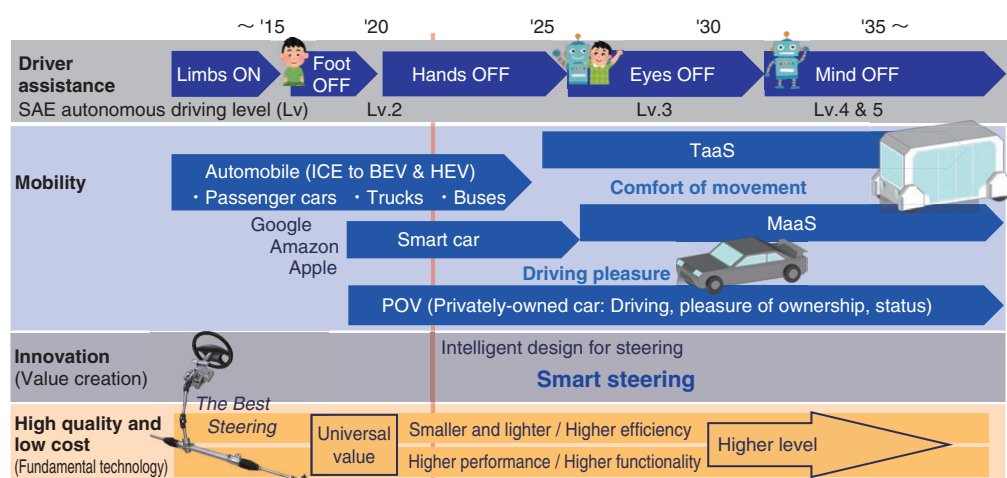 ～ '15 '20 '25 '30 '35 ～
Driver
assistance
Limbs ON
Foot
OFF
Hands OFF
Eyes OFF
Mind OFF
SAE autonomous driving level (Lv)
Lv.2
Lv.3
Lv.4 & 5
Mobility
Automobile (ICE to BEV & HEV)
・Passenger cars ・Trucks ・Buses
TaaS
Comfort of movement
MaaS
Google
Amazon
Apple
Smart car
Driving pleasure
POV (Privately-owned car: Driving, pleasure of ownership, status)
Innovation
(Value creation)
Intelligent design for steering
Smart steering
The Best
Steering
High quality and
low cost
(Fundamental technology)
Universal
value
Smaller and lighter / Higher efficiency
Higher performance / Higher functionality
Higher level